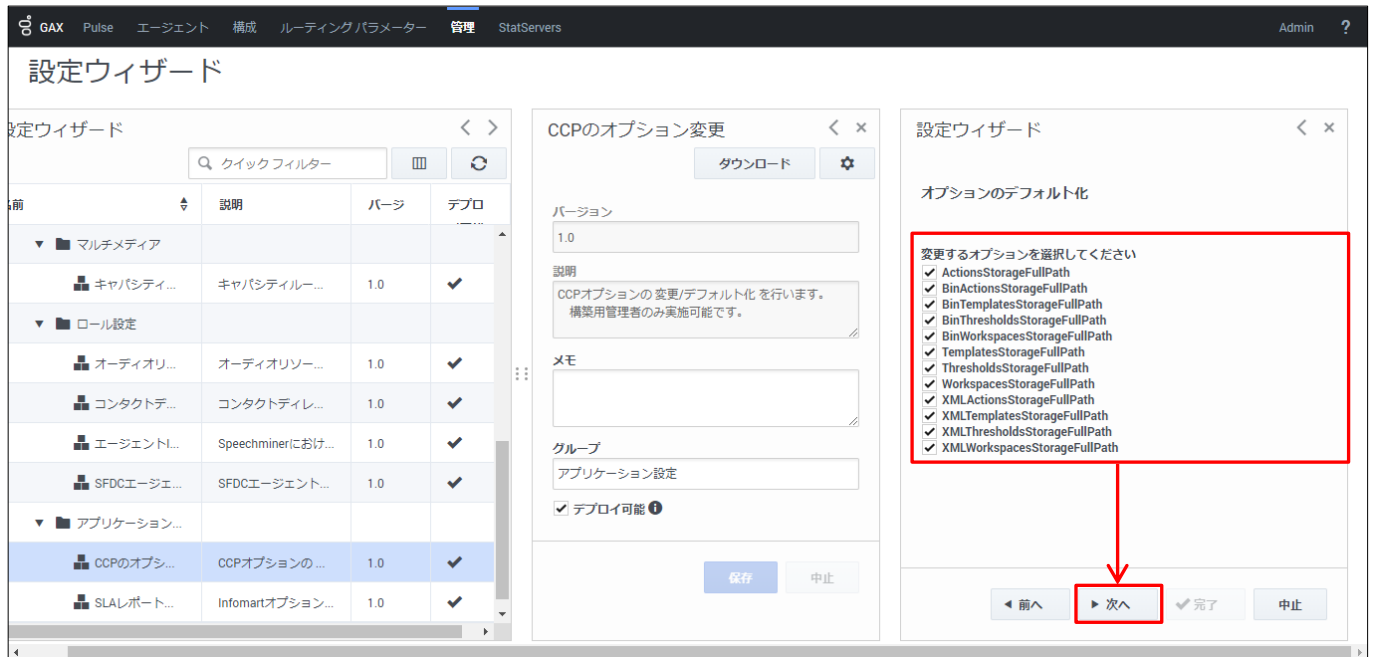 GAX Pulse エージェント 構成 ルーティング パラメーター 管理 StatServers Admin ?
設定ウィザード
設定ウィザード
クイック フィルター
名前 説明 バージ デプロ
マルチメディア
キャパシティ... キャパシティルー... 1.0
ロール設定
オーディオリ... オーディオリソー... 1.0
コンタクトデ... コンタクトディレ... 1.0
エージェントI... Speechminerにおけ... 1.0
SFDCエージェ... SFDCエージェント... 1.0
アプリケーション...
CCPのオプシ... CCPオプションの ... 1.0
SLAレポート... Infomartオプション... 1.0
CCPのオプション変更
ダウンロード
バージョン
1.0
説明
CCPオプションの 変更/デフォルト化 を行います。
構築用管理者のみ実施可能です。
メモ
グループ
アプリケーション設定
デプロイ可能
保存 中止
設定ウィザード
オプションのデフォルト化
変更するオプションを選択してください
ActionsStorageFullPath
BinActionsStorageFullPath
BinTemplatesStorageFullPath
BinThresholdsStorageFullPath
BinWorkspacesStorageFullPath
TemplatesStorageFullPath
ThresholdsStorageFullPath
WorkspacesStorageFullPath
XMLActionsStorageFullPath
XMLTemplatesStorageFullPath
XMLThresholdsStorageFullPath
XMLWorkspacesStorageFullPath
前へ 次へ 完了 中止